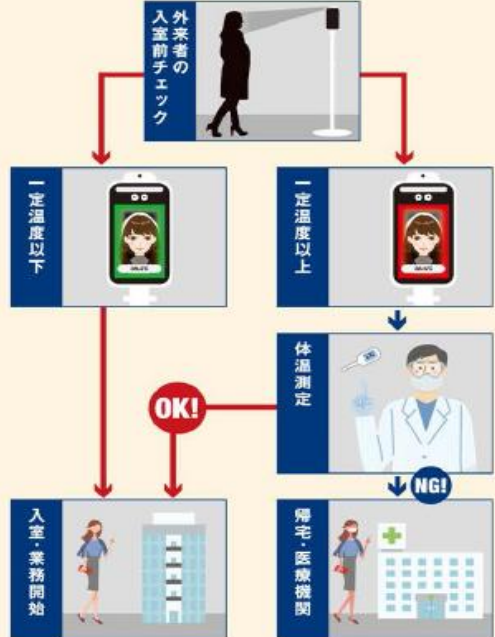 外来者の
入室前チェック
一定温度以下
一定温度以上
体温測定
OK!
NG!
入室・業務開始
帰宅・医療機関